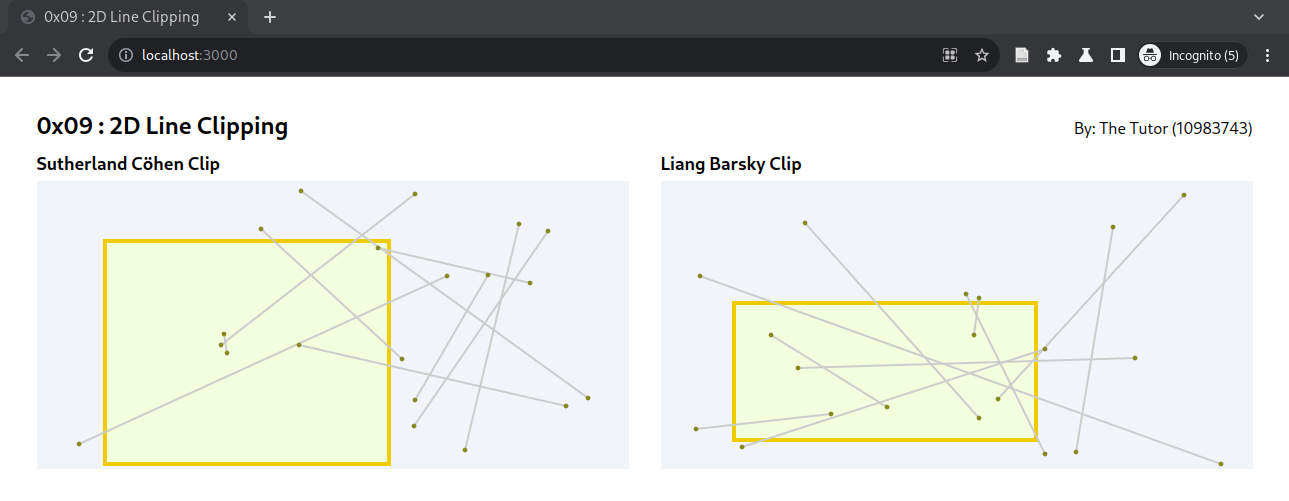 0x09 : 2D Line Clipping
localhost:3000
Incognito (5)
0x09 : 2D Line Clipping
By: The Tutor (10983743)
Sutherland Cöhen Clip
Liang Barsky Clip